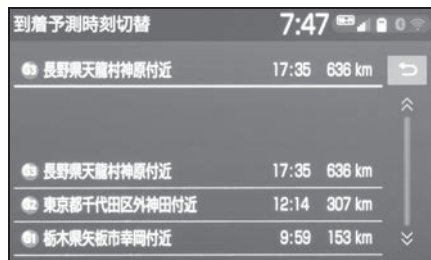 到着予測時刻切替 7:47
G3 長野県天龍村神原付近 17:35 636 km
G3 長野県天龍村神原付近 17:35 636 km
G2 東京都千代田区外神田付近 12:14 307 km
G1 栃木県矢板市幸岡付近 9:59 153 km